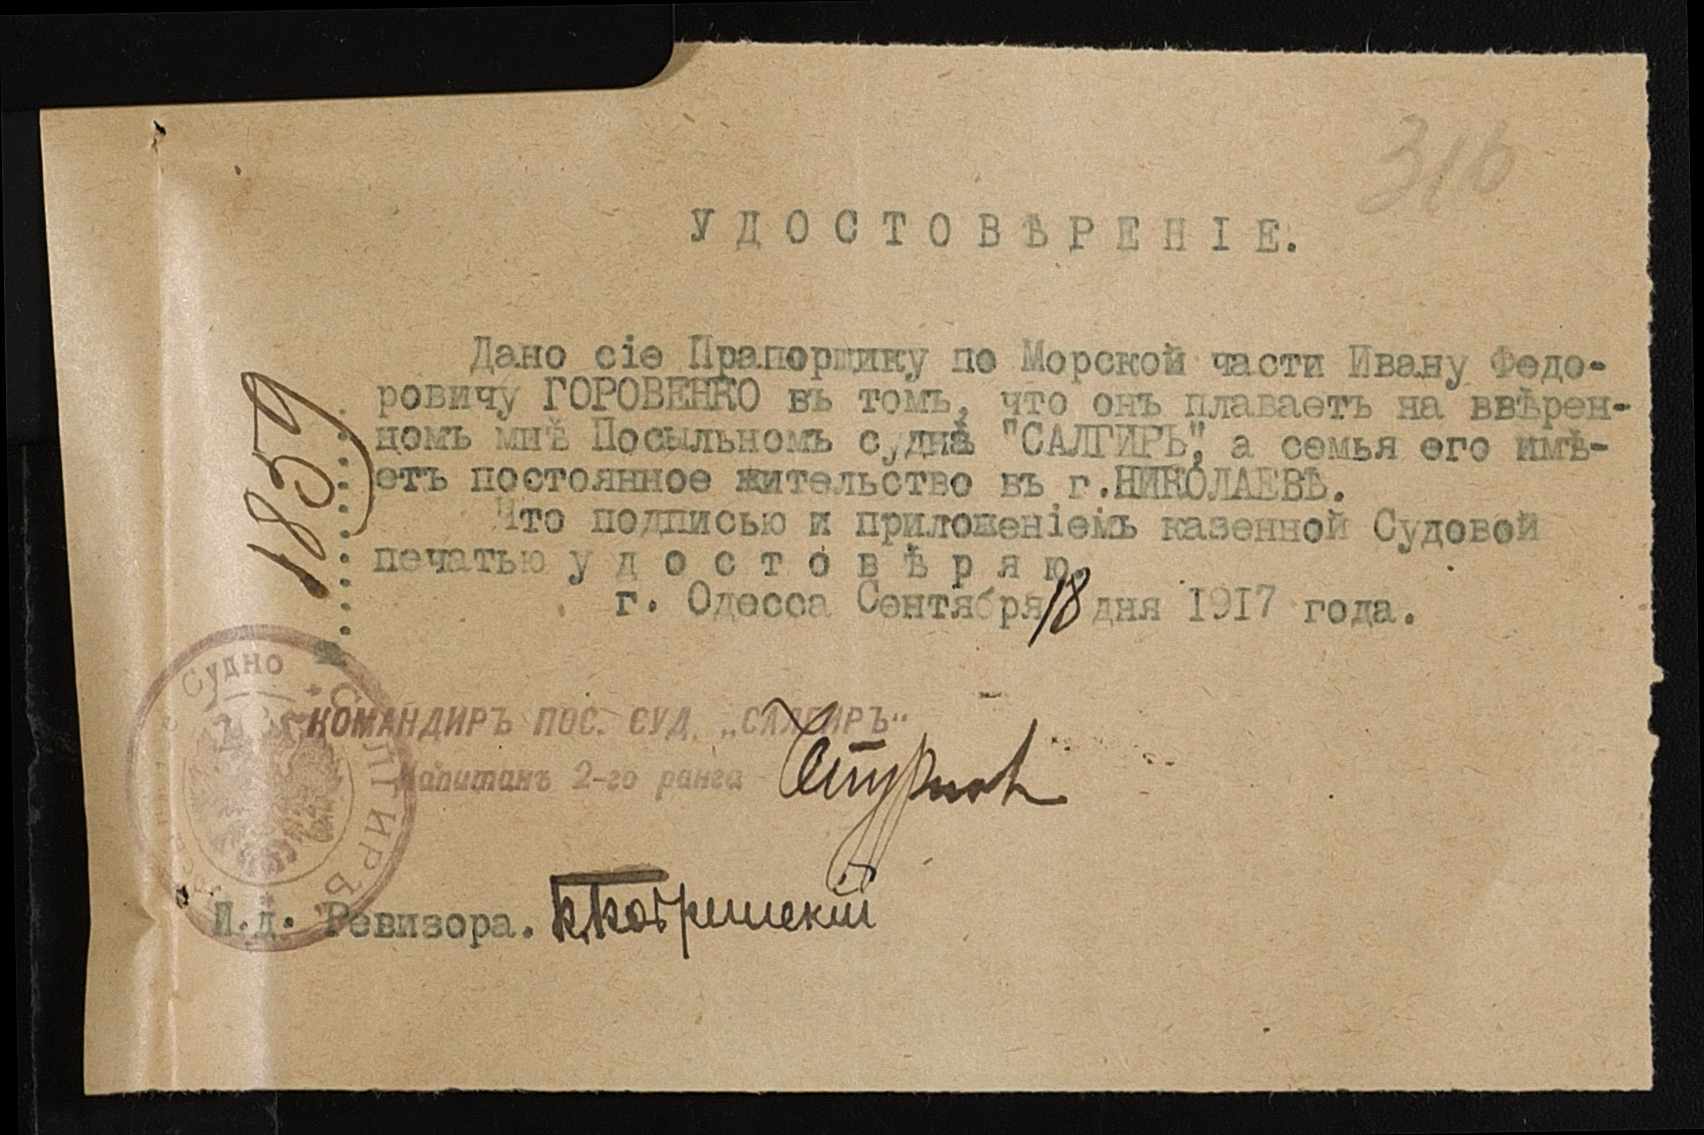 316
УДОСТОВѢРЕНІЕ.
Дано сіе Прапорщику по Морской части Ивану Федо-
ровичу ГОРОВЕНКО въ томъ, что онъ плаваетъ на ввѣрен-
номъ мнѣ Посыльномъ суднѣ "САЛГИРЪ", а семья его имѣ-
етъ постоянное жительство въ г.НИКОЛАЕВѢ.
Что подписью и приложеніемъ казенной Судовой
печатью удостовѣряю.
г. Одесса Сентября 18 дня 1917 года.
1859
Судно * САЛГИРЪ *
КОМАНДИРЪ ПОС. СУД. „САЛГИРЪ“
Капитанъ 2-го ранга
И.д. Ревизора.